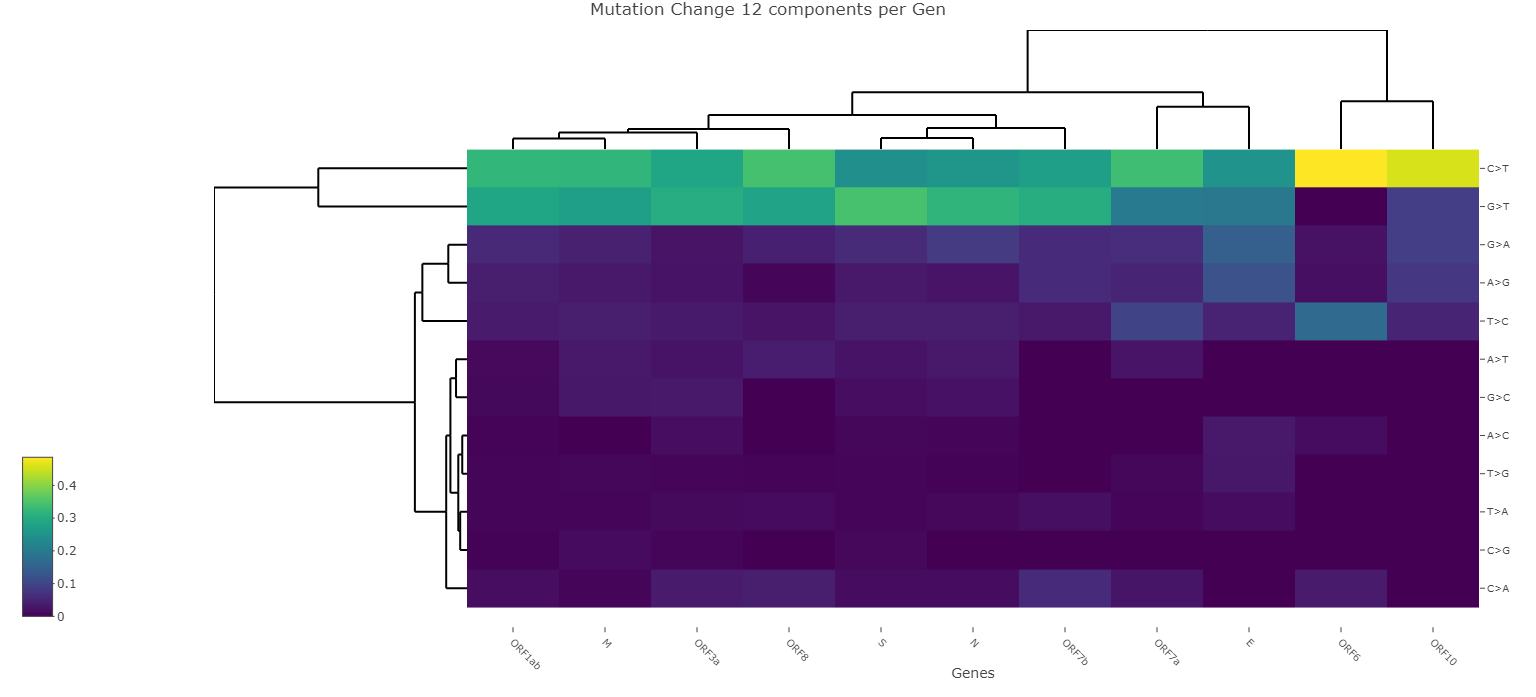 Mutation Change 12 components per Gen
C>T
G>T
G>A
A>G
T>C
A>T
G>C
A>C
T>G
T>A
C>G
C>A
0.4
0.3
0.2
0.1
0
ORF1ab
M
ORF3a
ORF8
S
N
ORF7b
ORF7a
E
ORF6
ORF10
Genes